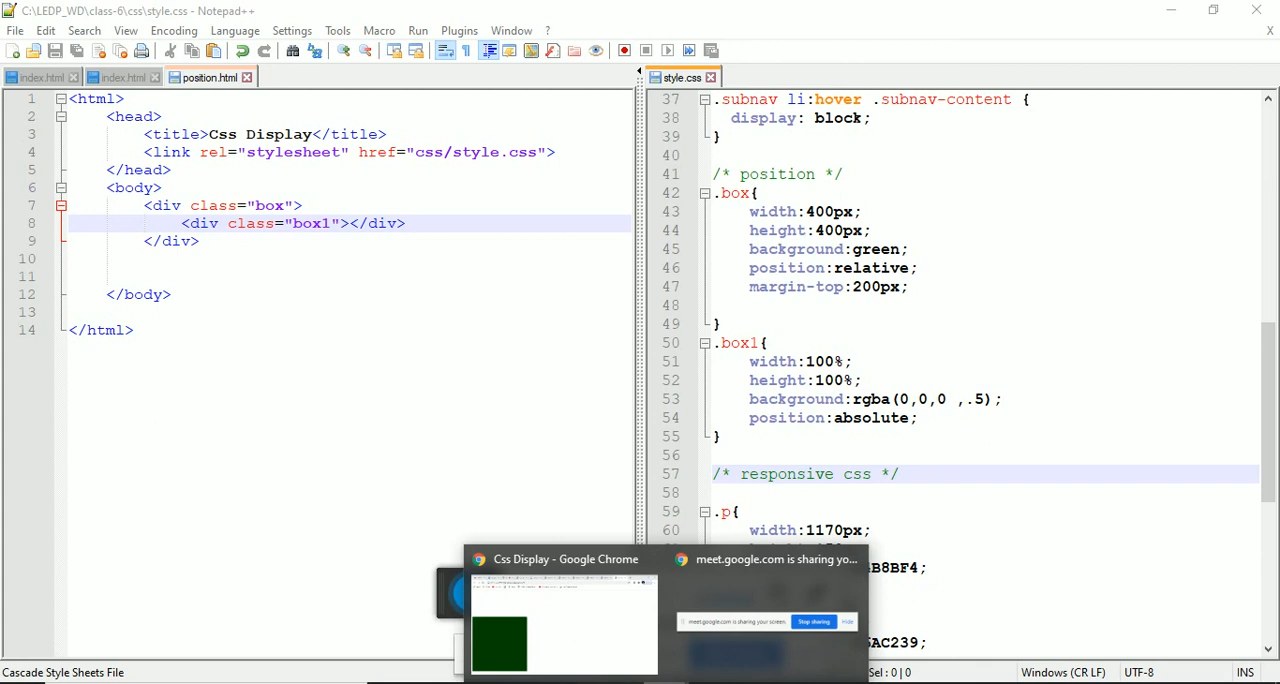 C:\LEDP_WD\class-6\css\style.css - Notepad++
File Edit Search View Encoding Language Settings Tools Macro Run Plugins Window ? X
index.html index.html position.html
style.css
1 <html>
2 <head>
3 <title>Css Display</title>
4 <link rel="stylesheet" href="css/style.css">
5 </head>
6 <body>
7 <div class="box">
8 <div class="box1"></div>
9 </div>
10
11
12 </body>
13
14 </html>
37 .subnav li:hover .subnav-content {
38 display: block;
39 }
40
41 /* position */
42 .box{
43 width:400px;
44 height:400px;
45 background:green;
46 position:relative;
47 margin-top:200px;
48
49 }
50 .box1{
51 width:100%;
52 height:100%;
53 background:rgba(0,0,0 ,.5);
54 position:absolute;
55 }
56
57 /* responsive css */
58
59 .p{
60 width:1170px;
B8BF4;
AC239;
Css Display - Google Chrome
meet.google.com is sharing yo...
meet.google.com is sharing your screen. Stop sharing Hide
Cascade Style Sheets File
Sel : 0 | 0 Windows (CR LF) UTF-8 INS